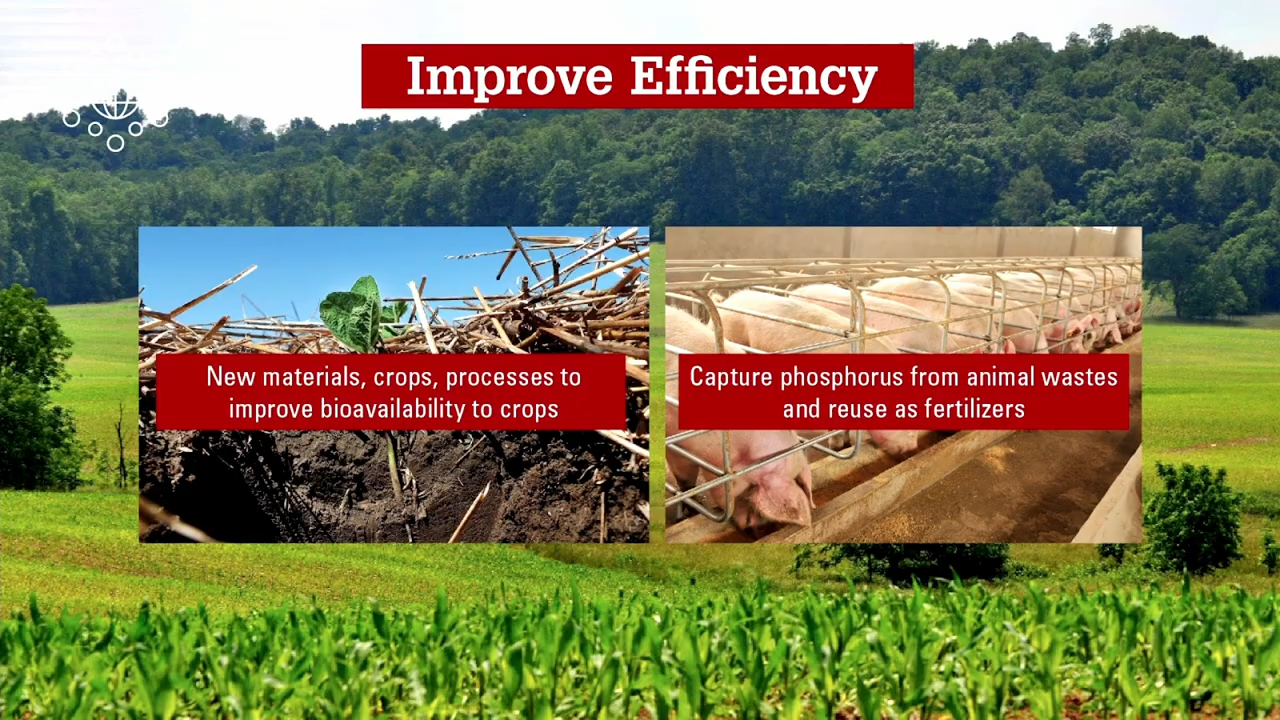 Improve Efficiency
New materials, crops, processes to
improve bioavailability to crops
Capture phosphorus from animal wastes
and reuse as fertilizers